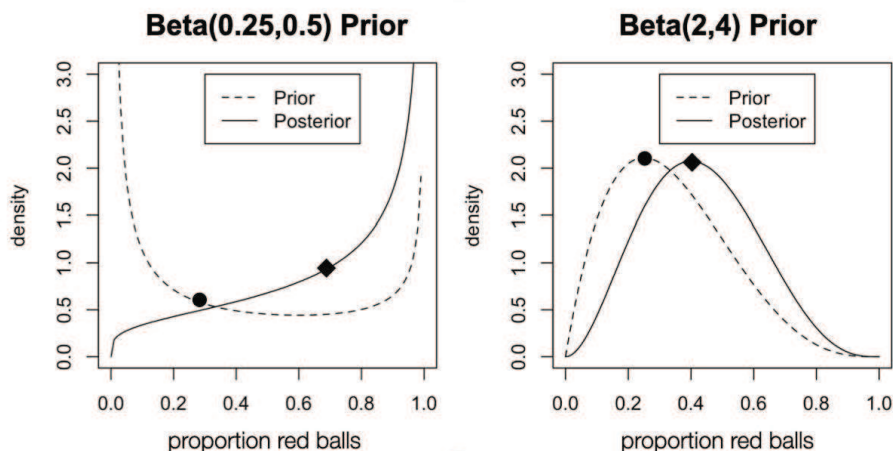 Beta(0.25,0.5) Prior
density
3.0
2.5
2.0
1.5
1.0
0.5
0.0
Prior
Posterior
0.0 0.2 0.4 0.6 0.8 1.0
proportion red balls
Beta(2,4) Prior
density
3.0
2.5
2.0
1.5
1.0
0.5
0.0
Prior
Posterior
0.0 0.2 0.4 0.6 0.8 1.0
proportion red balls